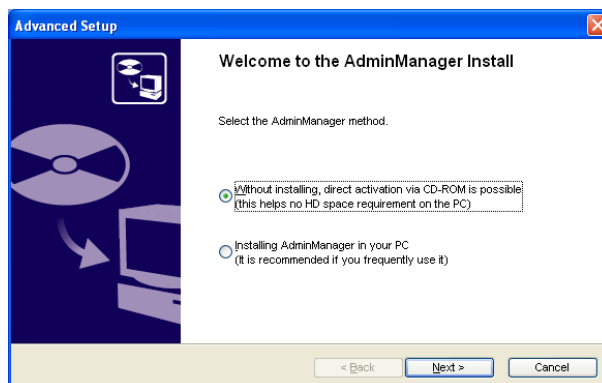 Advanced Setup
Welcome to the AdminManager Install
Select the AdminManager method.
Without installing, direct activation via CD-ROM is possible
(this helps no HD space requirement on the PC)
Installing AdminManager in your PC
(It is recommended if you frequently use it)
< Back
Next >
Cancel